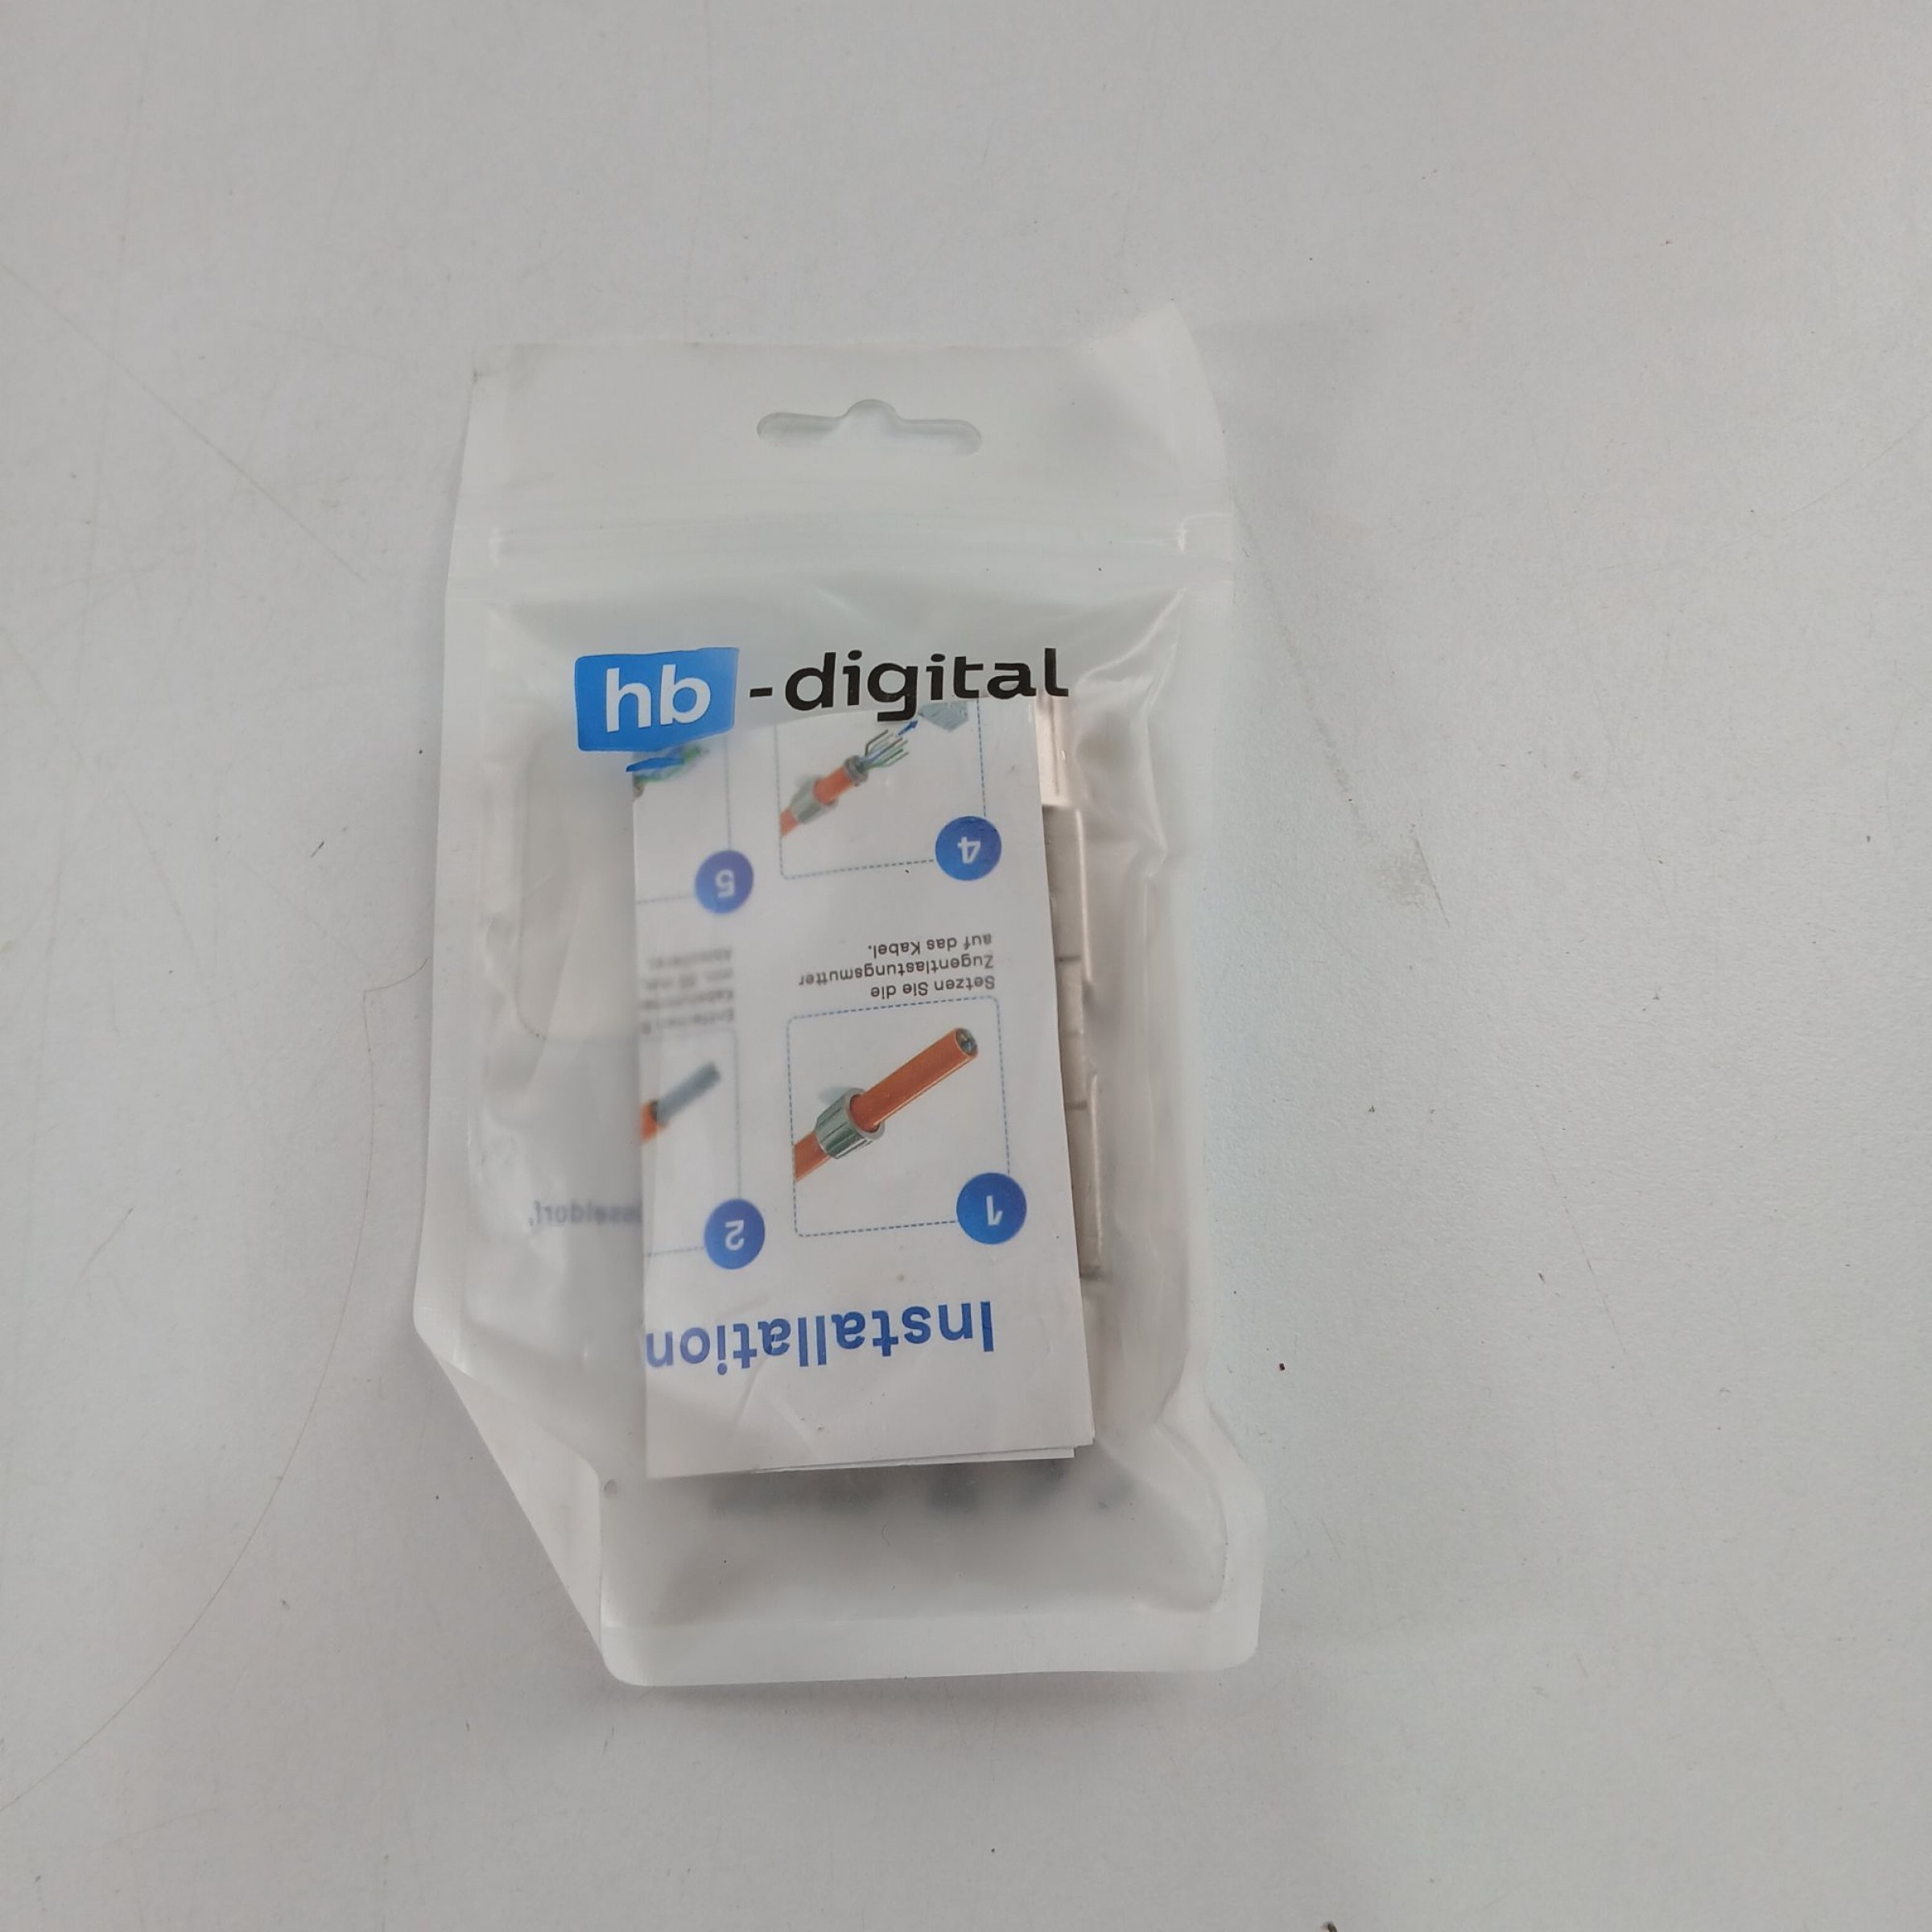 hb-digital
Installation
1
2
Setzen Sie die
Zugentlastungsmutter
auf das Kabel.
4
5